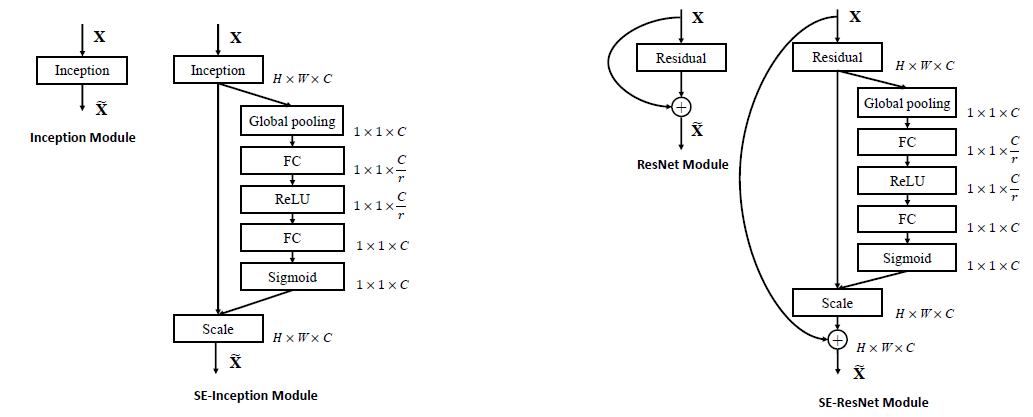 X
Inception
X̃
Inception Module
X
Inception
H × W × C
Global pooling
1 × 1 × C
FC
1 × 1 × C/r
ReLU
1 × 1 × C/r
FC
1 × 1 × C
Sigmoid
1 × 1 × C
Scale
H × W × C
X̃
SE-Inception Module
X
Residual
+
X̃
ResNet Module
X
Residual
H × W × C
Global pooling
1 × 1 × C
FC
1 × 1 × C/r
ReLU
1 × 1 × C/r
FC
1 × 1 × C
Sigmoid
1 × 1 × C
Scale
H × W × C
+
H × W × C
X̃
SE-ResNet Module